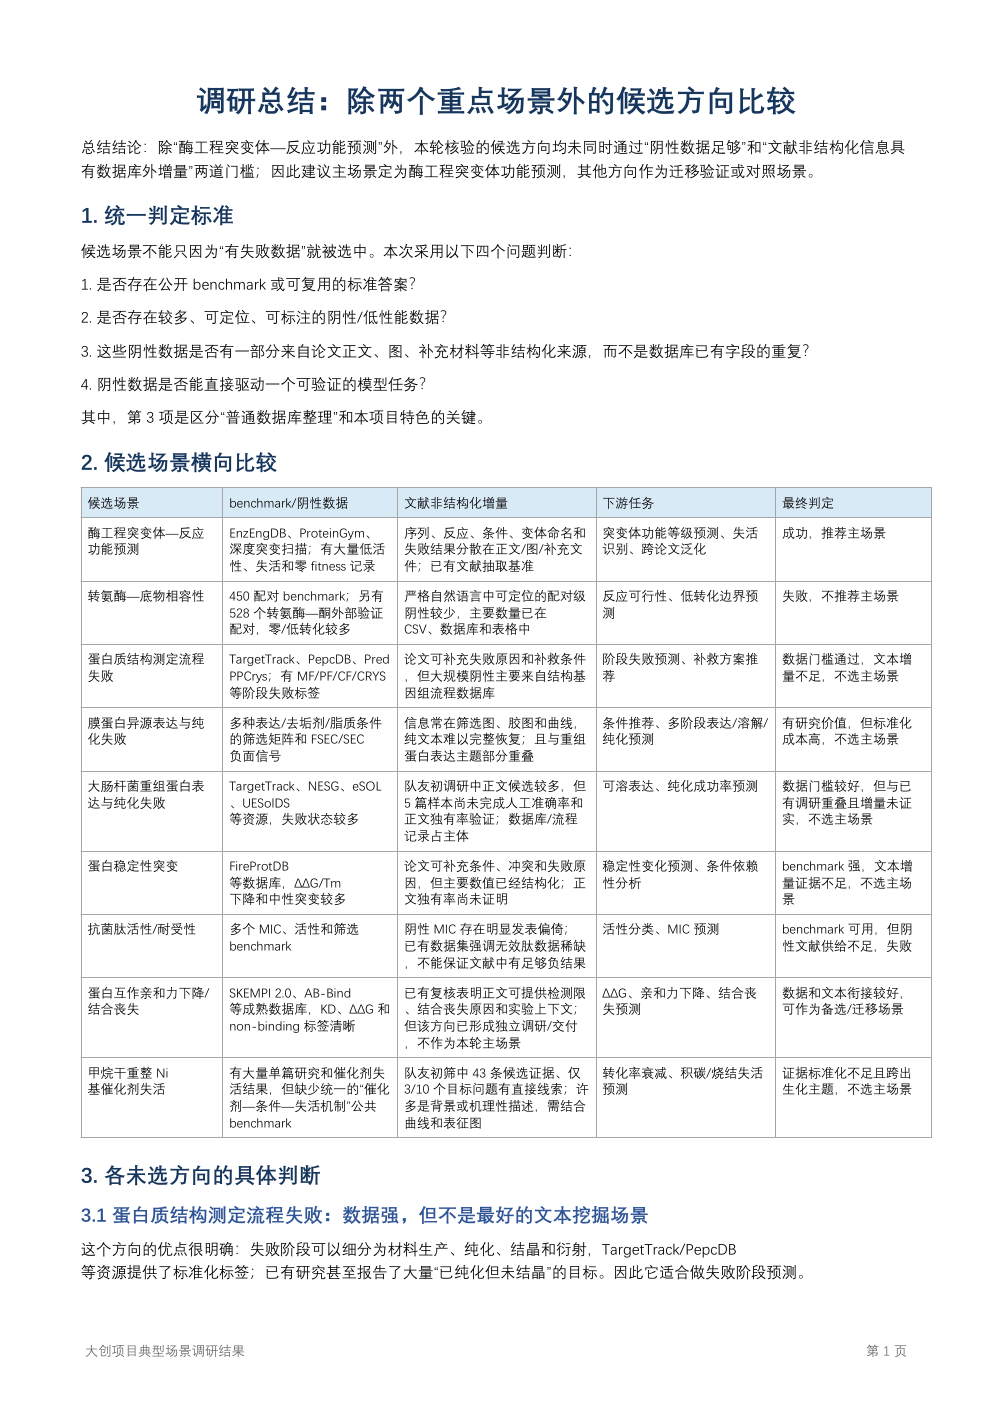 调研总结：除两个重点场景外的候选方向比较
总结结论：除“酶工程突变体—反应功能预测”外，本轮核验的候选方向均未同时通过“阴性数据足够”和“文献非结构化信息具
有数据库外增量”两道门槛；因此建议主场景定为酶工程突变体功能预测，其他方向作为迁移验证或对照场景。
1. 统一判定标准
候选场景不能只因为“有失败数据”就被选中。本次采用以下四个问题判断：
1. 是否存在公开 benchmark 或可复用的标准答案？
2. 是否存在较多、可定位、可标注的阴性/低性能数据？
3. 这些阴性数据是否有一部分来自论文正文、图、补充材料等非结构化来源，而不是数据库已有字段的重复？
4. 阴性数据是否能直接驱动一个可验证的模型任务？
其中，第 3 项是区分“普通数据库整理”和本项目特色的关键。
2. 候选场景横向比较
候选场景
benchmark/阴性数据
文献非结构化增量
下游任务
最终判定
酶工程突变体—反应
功能预测
EnzEngDB、ProteinGym、
深度突变扫描；有大量低活
性、失活和零 fitness 记录
序列、反应、条件、变体命名和
失败结果分散在正文/图/补充文
件；已有文献抽取基准
突变体功能等级预测、失活
识别、跨论文泛化
成功，推荐主场景
转氨酶—底物相容性
450 配对 benchmark；另有
528 个转氨酶—酮外部验证
配对，零/低转化较多
严格自然语言中可定位的配对级
阴性较少，主要数量已在
CSV、数据库和表格中
反应可行性、低转化边界预
测
失败，不推荐主场景
蛋白质结构测定流程
失败
TargetTrack、PepcDB、Pred
PPCrys；有 MF/PF/CF/CRYS
等阶段失败标签
论文可补充失败原因和补救条件
，但大规模阴性主要来自结构基
因组流程数据库
阶段失败预测、补救方案推
荐
数据门槛通过，文本增
量不足，不选主场景
膜蛋白异源表达与纯
化失败
多种表达/去垢剂/脂质条件
的筛选矩阵和 FSEC/SEC
负面信号
信息常在筛选图、胶图和曲线，
纯文本难以完整恢复；且与重组
蛋白表达主题部分重叠
条件推荐、多阶段表达/溶解/
纯化预测
有研究价值，但标准化
成本高，不选主场景
大肠杆菌重组蛋白表
达与纯化失败
TargetTrack、NESG、eSOL
、UESolDS
等资源，失败状态较多
队友初调研中正文候选较多，但
5 篇样本尚未完成人工准确率和
正文独有率验证；数据库/流程
记录占主体
可溶表达、纯化成功率预测
数据门槛较好，但与已
有调研重叠且增量未证
实，不选主场景
蛋白稳定性突变
FireProtDB
等数据库，ΔΔG/Tm
下降和中性突变较多
论文可补充条件、冲突和失败原
因，但主要数值已经结构化；正
文独有率尚未证明
稳定性变化预测、条件依赖
性分析
benchmark 强，文本增
量证据不足，不选主场
景
抗菌肽活性/耐受性
多个 MIC、活性和筛选
benchmark
阴性 MIC 存在明显发表偏倚；
已有数据集强调无效肽数据稀缺
，不能保证文献中有足够负结果
活性分类、MIC 预测
benchmark 可用，但阴
性文献供给不足，失败
蛋白互作亲和力下降/
结合丧失
SKEMPI 2.0、AB-Bind
等成熟数据库，KD、ΔΔG 和
non-binding 标签清晰
已有复核表明正文可提供检测限
、结合丧失原因和实验上下文；
但该方向已形成独立调研/交付
，不作为本轮主场景
ΔΔG、亲和力下降、结合丧
失预测
数据和文本衔接较好，
可作为备选/迁移场景
甲烷干重整 Ni
基催化剂失活
有大量单篇研究和催化剂失
活结果，但缺少统一的“催化
剂—条件—失活机制”公共
benchmark
队友初筛中 43 条候选证据、仅
3/10 个目标问题有直接线索；许
多是背景或机理性描述，需结合
曲线和表征图
转化率衰减、积碳/烧结失活
预测
证据标准化不足且跨出
生化主题，不选主场景
3. 各未选方向的具体判断
3.1 蛋白质结构测定流程失败：数据强，但不是最好的文本挖掘场景
这个方向的优点很明确：失败阶段可以细分为材料生产、纯化、结晶和衍射，TargetTrack/PepcDB
等资源提供了标准化标签；已有研究甚至报告了大量“已纯化但未结晶”的目标。因此它适合做失败阶段预测。
大创项目典型场景调研结果
第 1 页